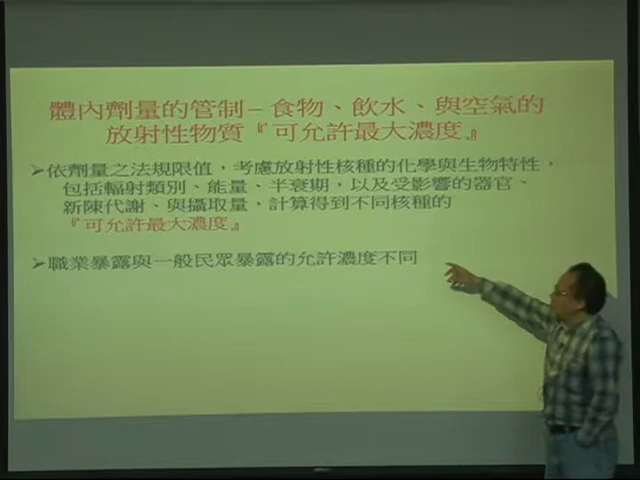 體內劑量的管制–食物、飲水、與空氣的
放射性物質『可允許最大濃度』
➢依劑量之法規限值，考慮放射性核種的化學與生物特性，
包括輻射類別、能量、半衰期，以及受影響的器官、
新陳代謝、與攝取量，計算得到不同核種的
『可允許最大濃度』
➢職業暴露與一般民眾暴露的允許濃度不同